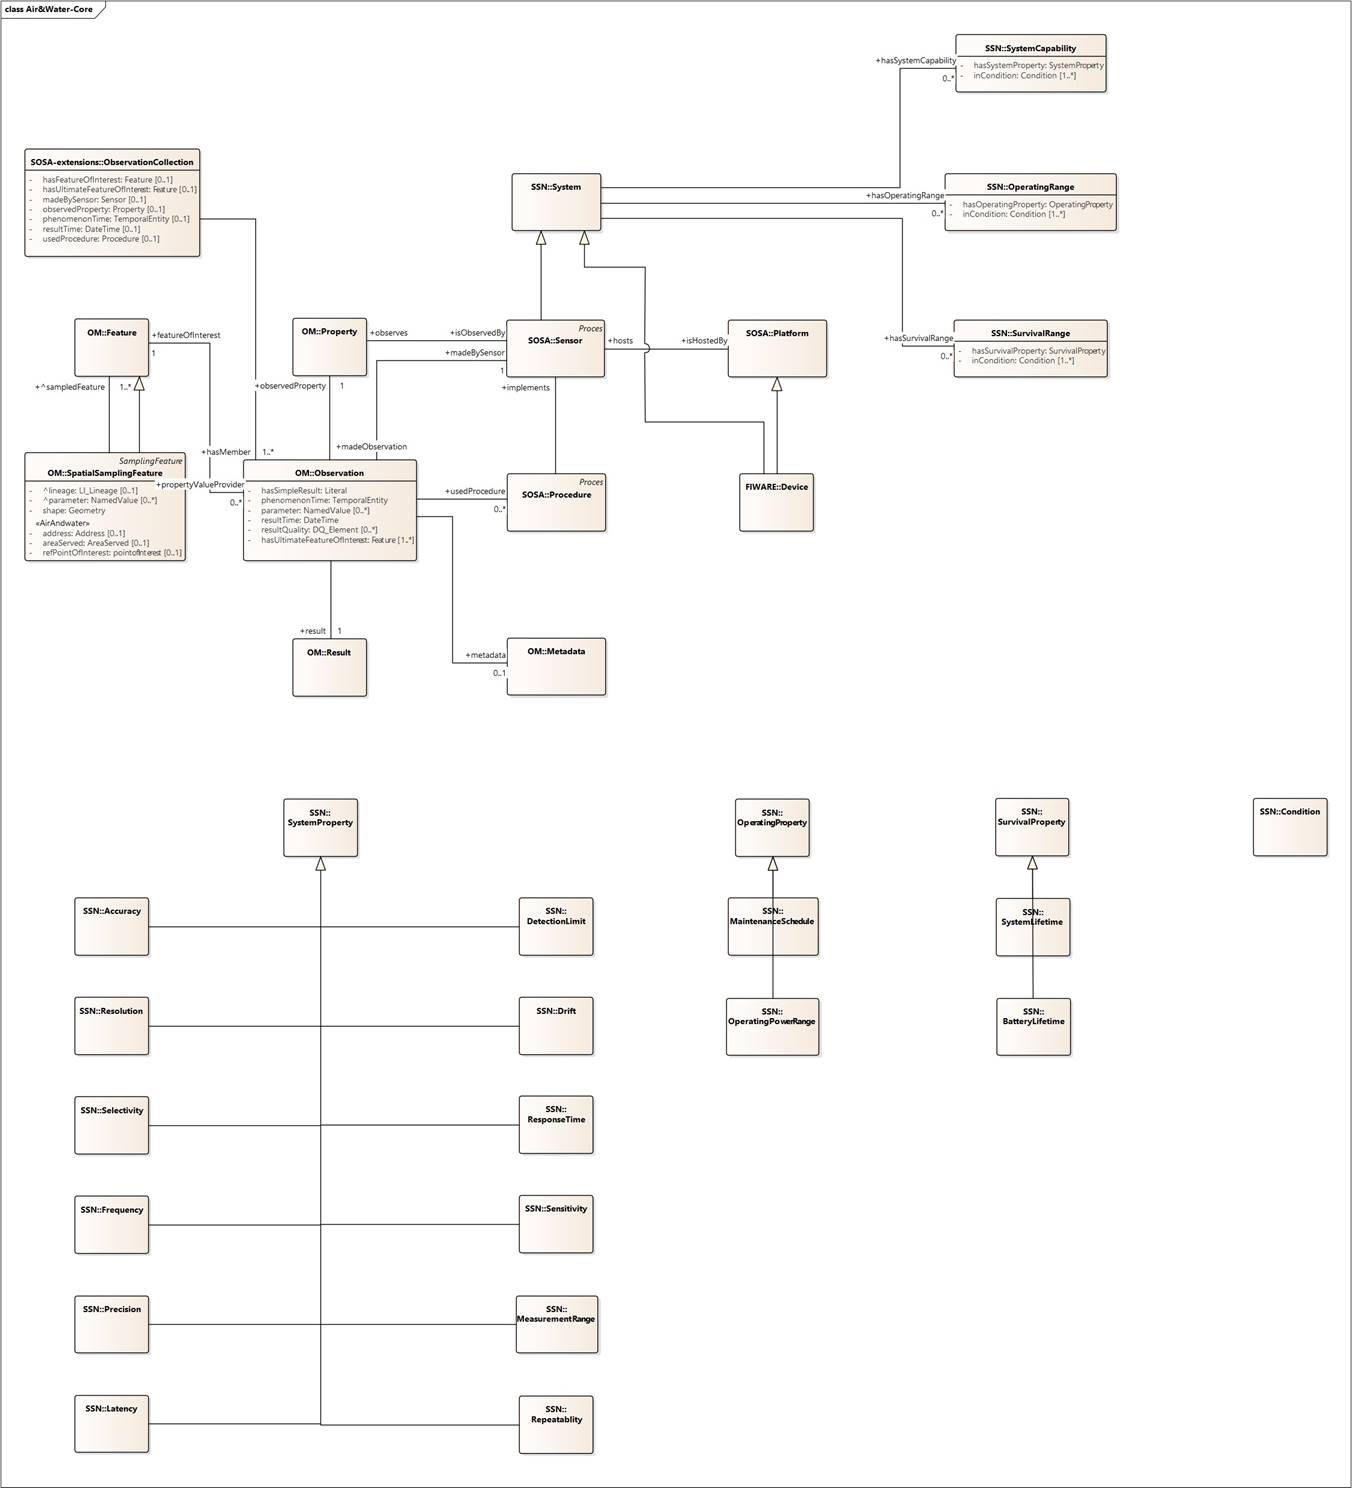 class Air&Water-Core
SSN::SystemCapability
- hasSystemProperty: SystemProperty
- inCondition: Condition [1..*]
+hasSystemCapability
0..*
SOSA-extensions::ObservationCollection
- hasFeatureOfInterest: Feature [0..1]
- hasUltimateFeatureOfInterest: Feature [0..1]
- madeBySensor: Sensor [0..1]
- observedProperty: Property [0..1]
- phenomenonTime: TemporalEntity [0..1]
- resultTime: DateTime [0..1]
- usedProcedure: Procedure [0..1]
SSN::System
+hasOperatingRange
0..*
SSN::OperatingRange
- hasOperatingProperty: OperatingProperty
- inCondition: Condition [1..*]
OM::Feature
+featureOfInterest
1
OM::Property
+observes
+isObservedBy
+madeBySensor
1
Proces
SOSA::Sensor
+hosts
+isHostedBy
SOSA::Platform
+hasSurvivalRange
0..*
SSN::SurvivalRange
- hasSurvivalProperty: SurvivalProperty
- inCondition: Condition [1..*]
+^sampledFeature
1..*
+observedProperty
1
+implements
+hasMember
1..*
+madeObservation
SamplingFeature
OM::SpatialSamplingFeature
- ^lineage: LI_Lineage [0..1]
- ^parameter: NamedValue [0..*]
- shape: Geometry
«AirAndwater»
- address: Address [0..1]
- areaServed: AreaServed [0..1]
- refPointOfInterest: pointofInterest [0..1]
+propertyValueProvider
0..*
OM::Observation
- hasSimpleResult: Literal
- phenomenonTime: TemporalEntity
- parameter: NamedValue [0..*]
- resultTime: DateTime
- resultQuality: DQ_Element [0..*]
- hasUltimateFeatureOfInterest: Feature [1..*]
+usedProcedure
0..*
Proces
SOSA::Procedure
FIWARE::Device
+result
1
OM::Result
+metadata
0..1
OM::Metadata
SSN::
SystemProperty
SSN::
OperatingProperty
SSN::
SurvivalProperty
SSN::Condition
SSN::Accuracy
SSN::
DetectionLimit
SSN::
MaintenanceSchedule
SSN::
SystemLifetime
SSN::Resolution
SSN::Drift
SSN::
OperatingPowerRange
SSN::
BatteryLifetime
SSN::Selectivity
SSN::
ResponseTime
SSN::Frequency
SSN::Sensitivity
SSN::Precision
SSN::
MeasurementRange
SSN::Latency
SSN::
Repeatablity